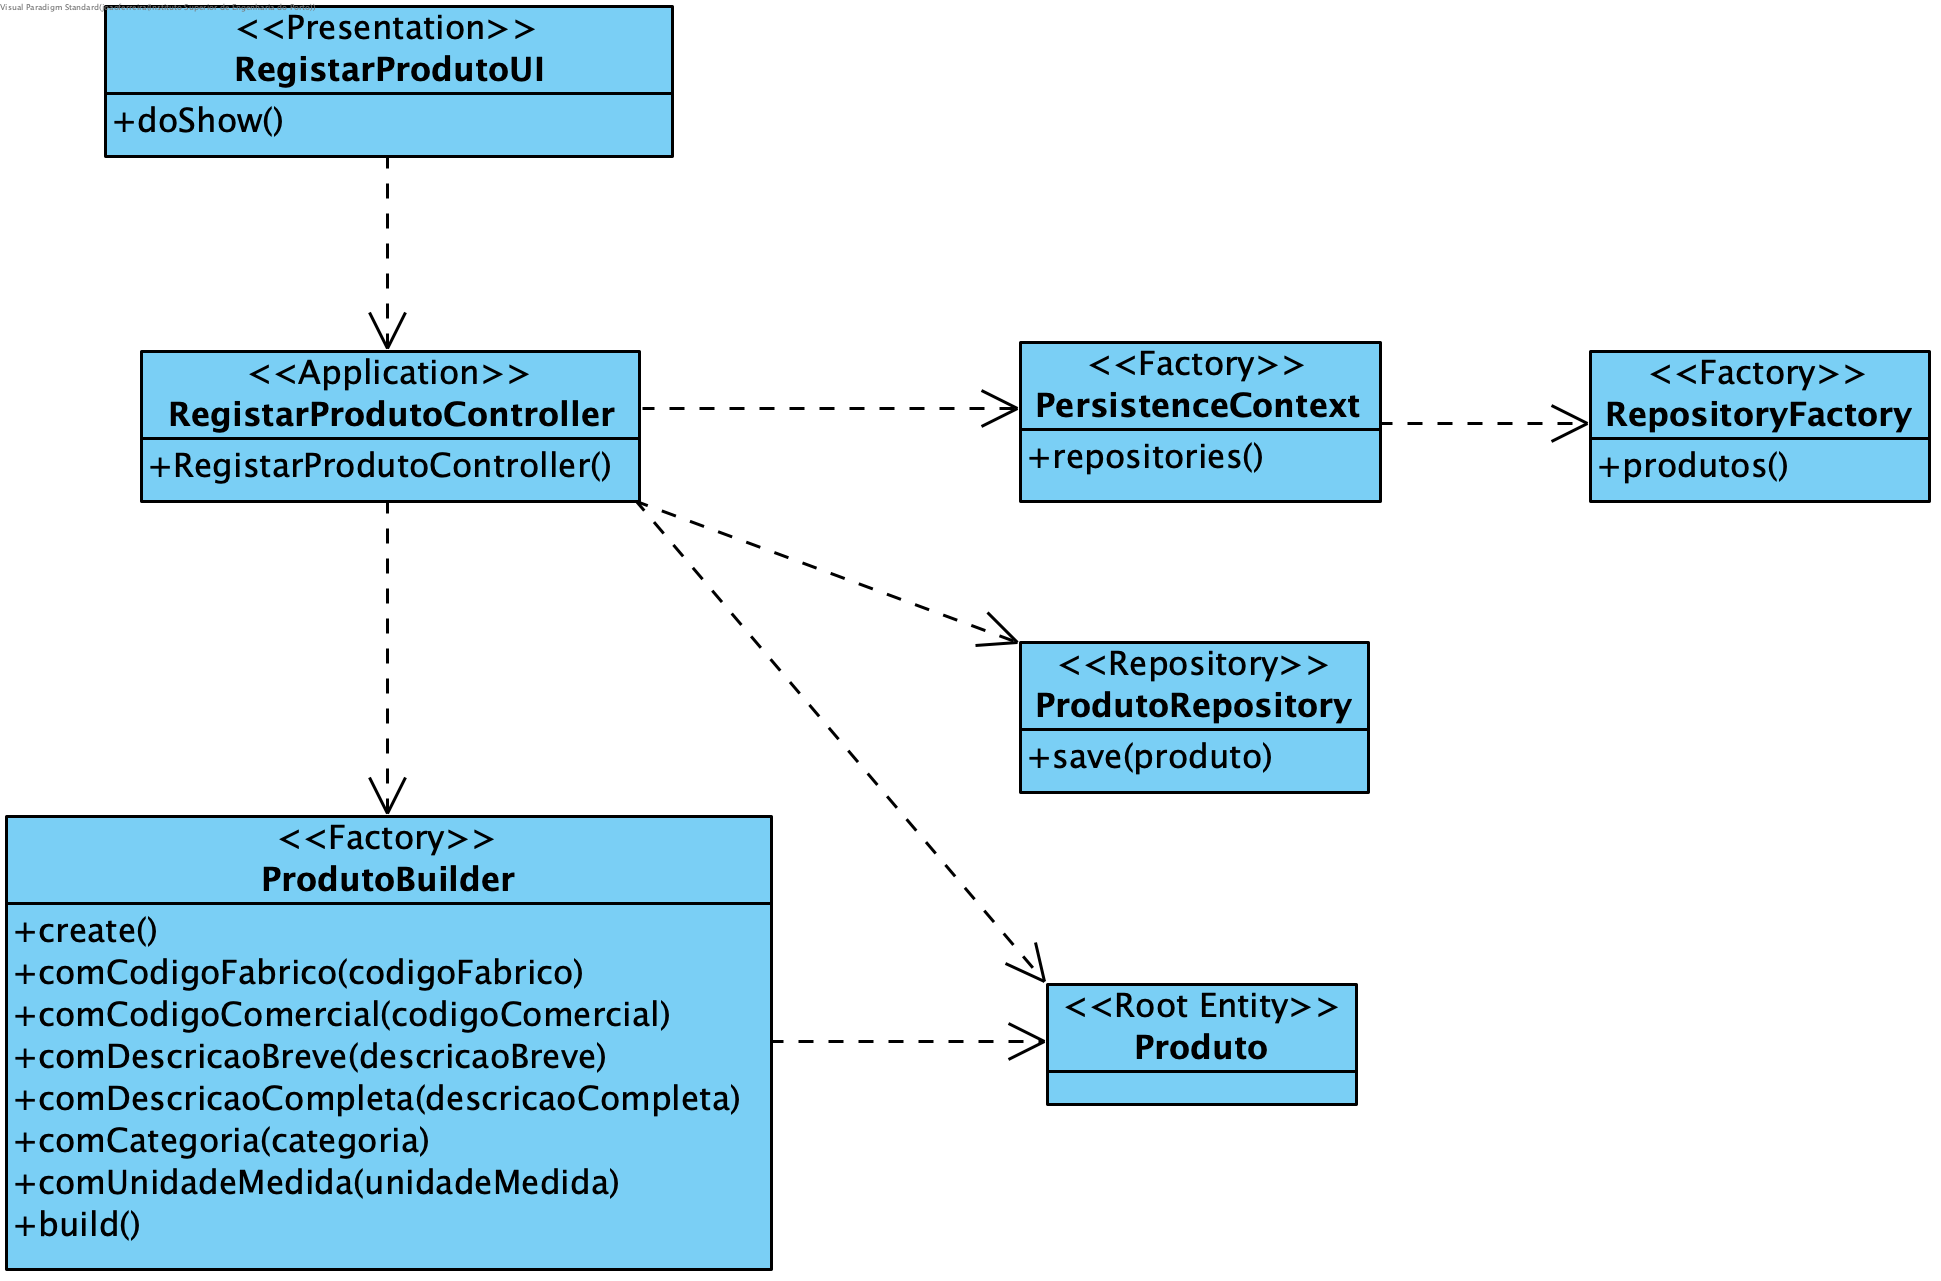 Visual Paradigm Standard(
<<Presentation>>
RegistarProdutoUI
+doShow()
<<Application>>
RegistarProdutoController
+RegistarProdutoController()
<<Factory>>
PersistenceContext
+repositories()
<<Factory>>
RepositoryFactory
+produtos()
<<Repository>>
ProdutoRepository
+save(produto)
<<Factory>>
ProdutoBuilder
+create()
+comCodigoFabrico(codigoFabrico)
+comCodigoComercial(codigoComercial)
+comDescricaoBreve(descricaoBreve)
+comDescricaoCompleta(descricaoCompleta)
+comCategoria(categoria)
+comUnidadeMedida(unidadeMedida)
+build()
<<Root Entity>>
Produto